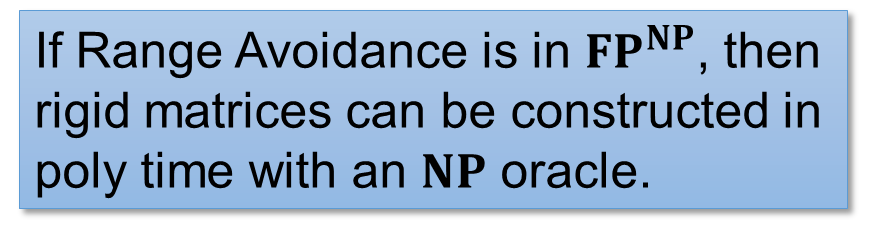 If Range Avoidance is in FP^NP, then
rigid matrices can be constructed in
poly time with an NP oracle.